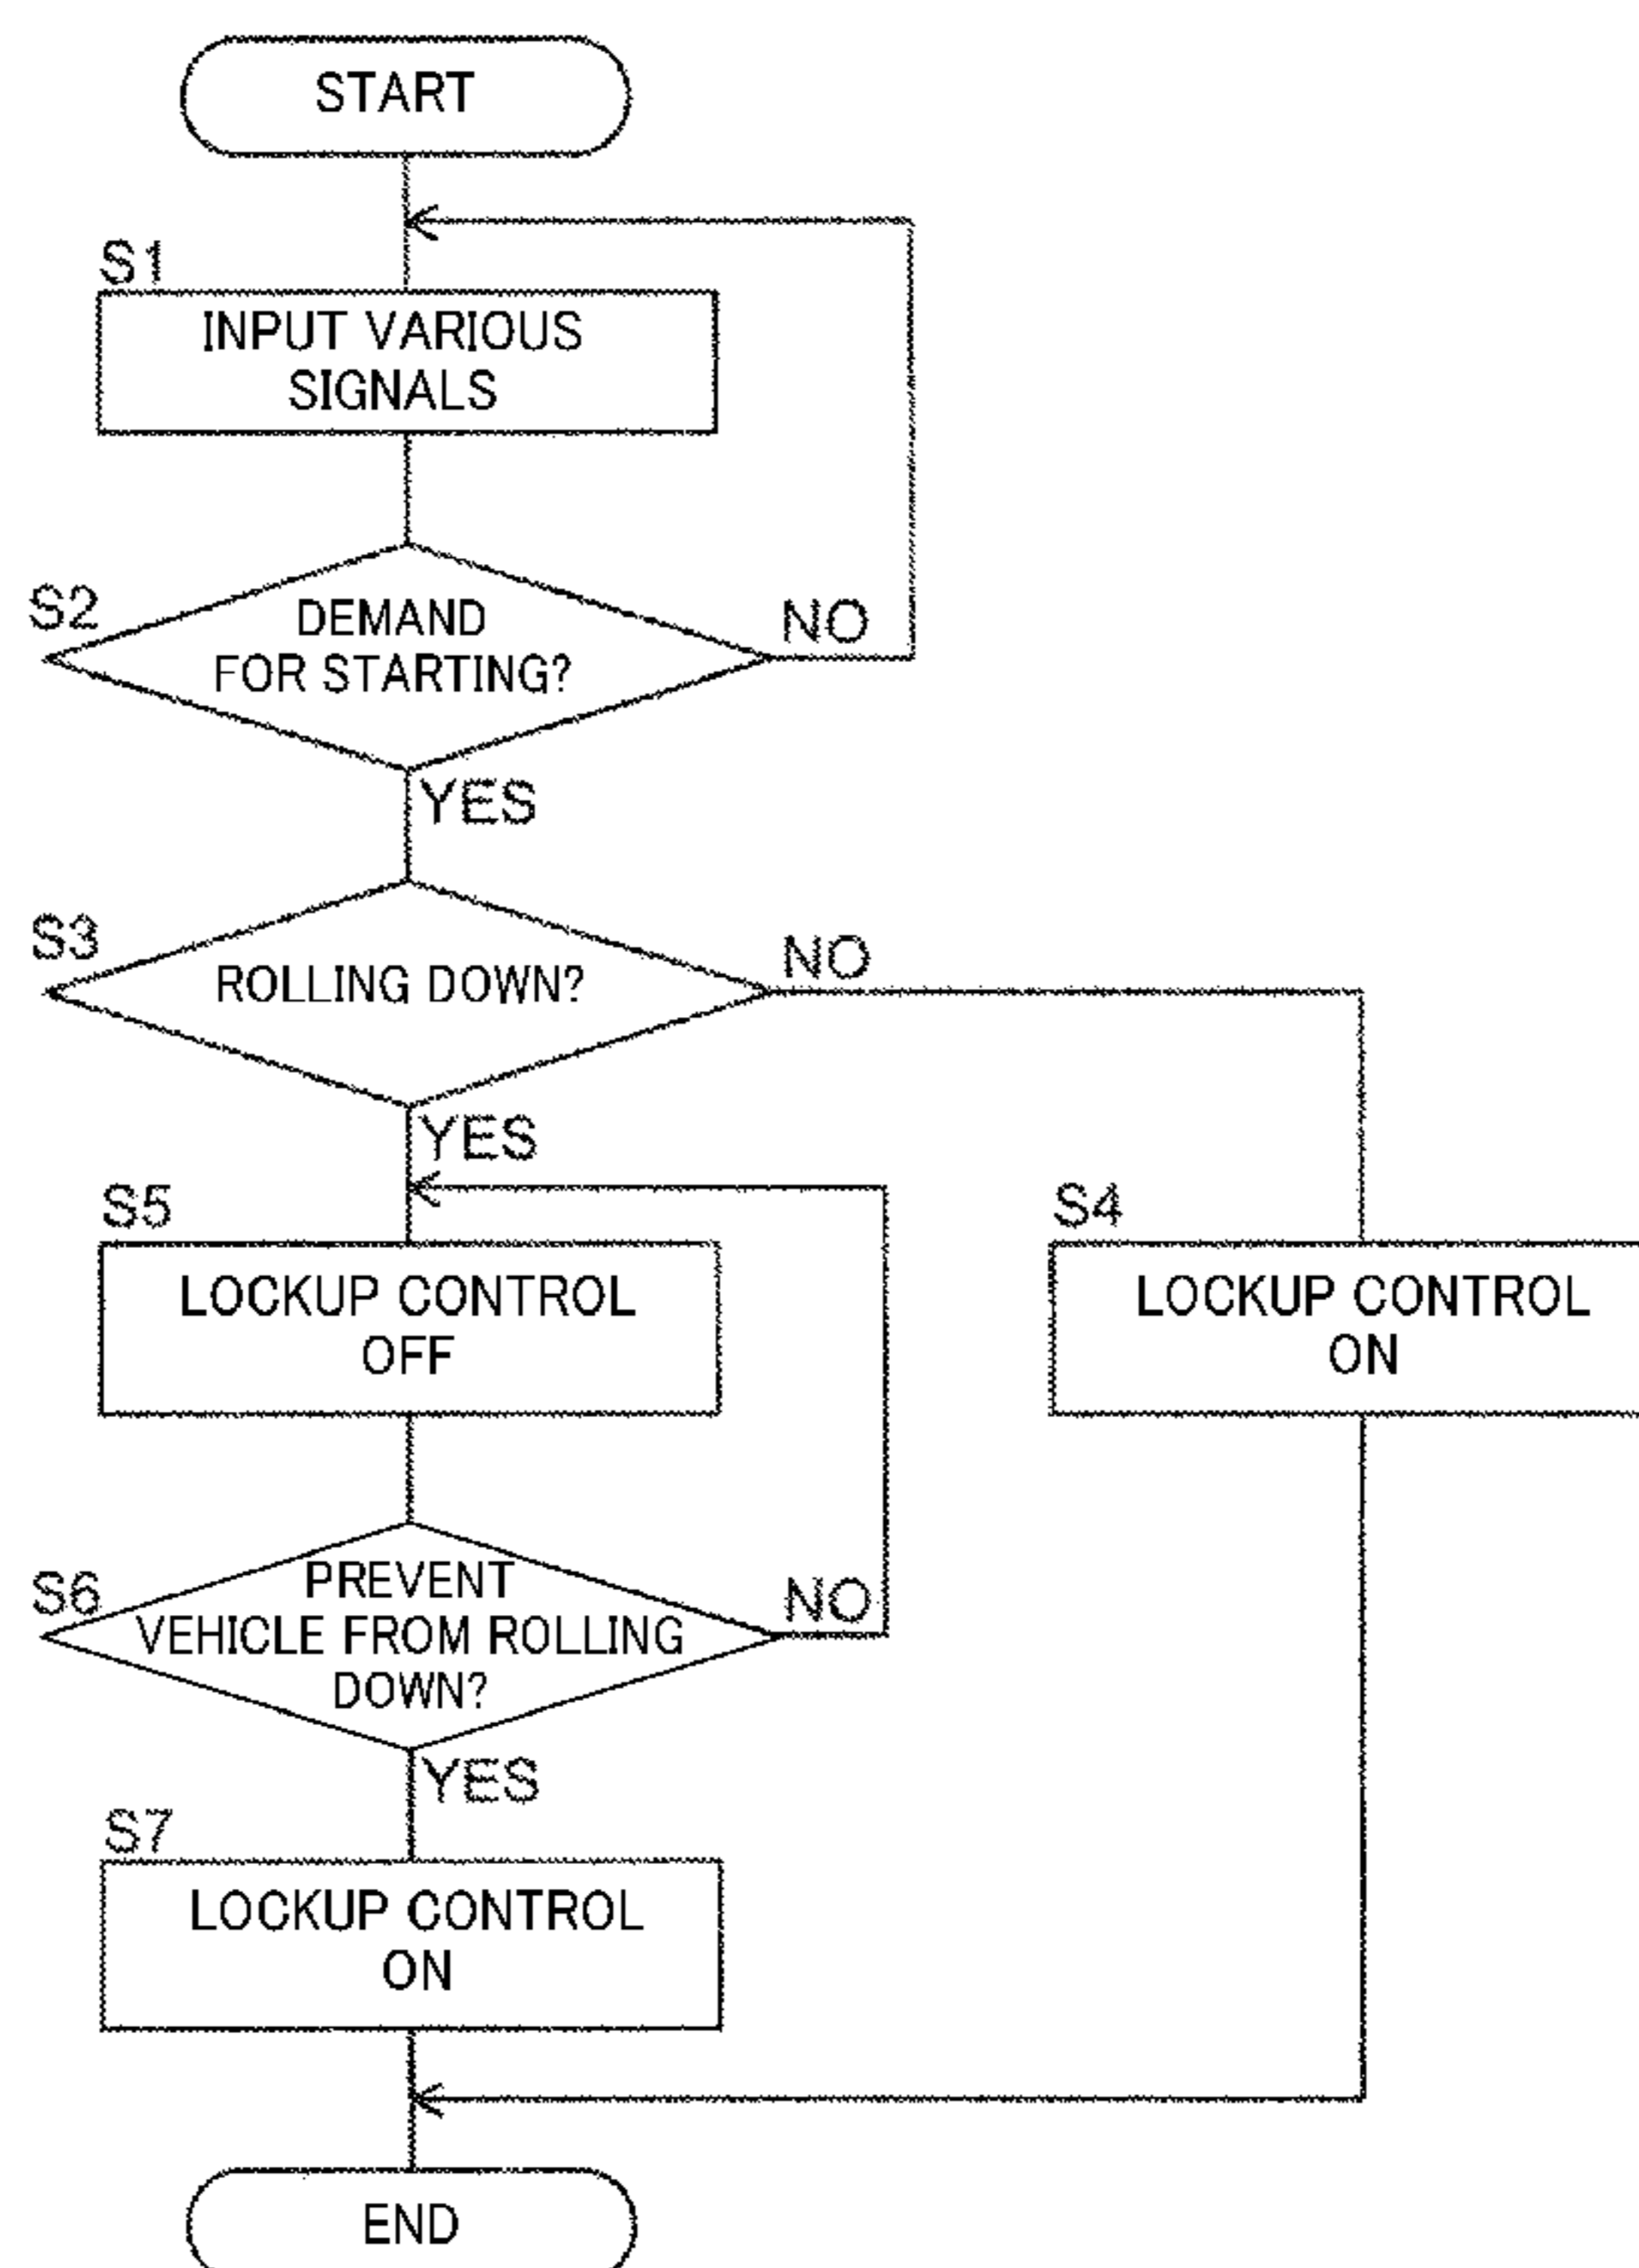 START
S1
INPUT VARIOUS
SIGNALS
S2
DEMAND
FOR STARTING?
NO
YES
S3
ROLLING DOWN?
NO
YES
S5
LOCKUP CONTROL
OFF
S4
LOCKUP CONTROL
ON
S6
PREVENT
VEHICLE FROM ROLLING
DOWN?
NO
YES
S7
LOCKUP CONTROL
ON
END